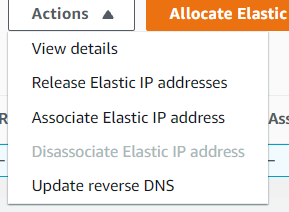 Actions ▲
Allocate Elastic
View details
Release Elastic IP addresses
Associate Elastic IP address
Disassociate Elastic IP address
Update reverse DNS